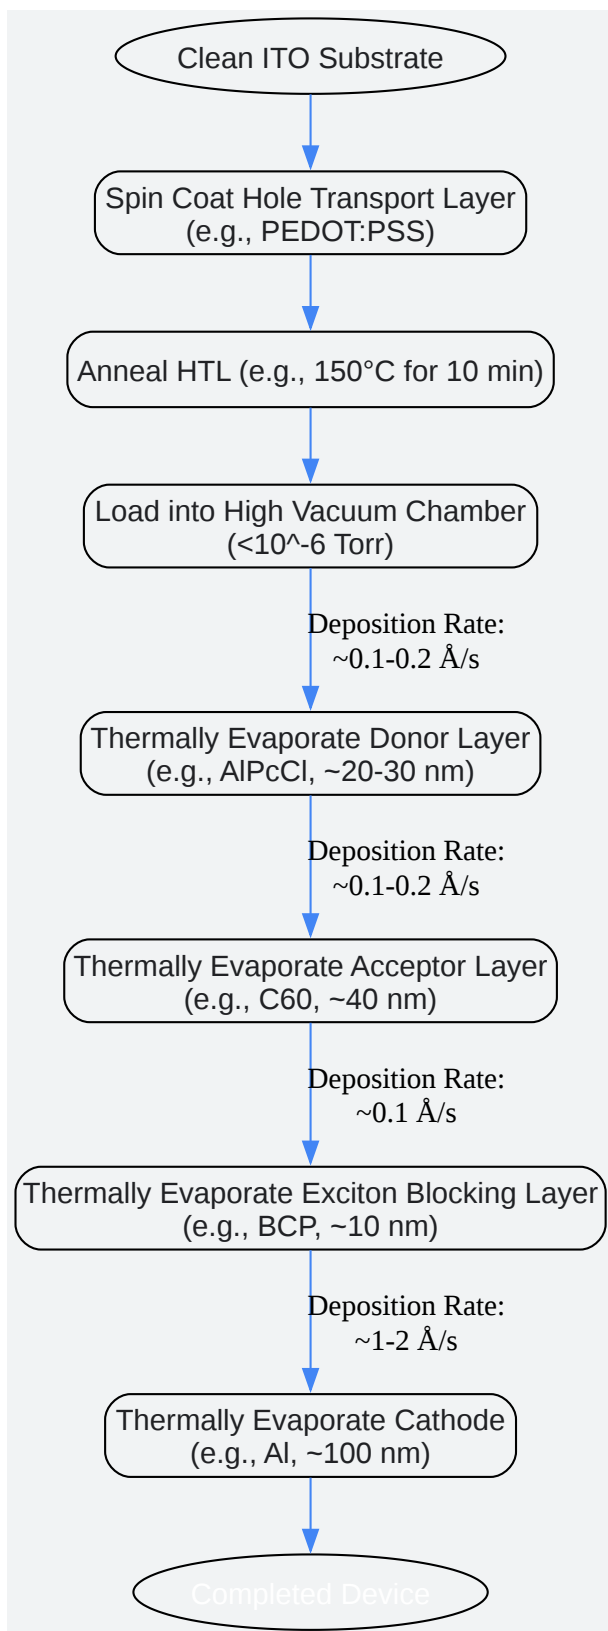 Clean ITO Substrate
Spin Coat Hole Transport Layer
(e.g., PEDOT:PSS)
Anneal HTL (e.g., 150°C for 10 min)
Load into High Vacuum Chamber
(<10^-6 Torr)
Deposition Rate:
~0.1-0.2 Å/s
Thermally Evaporate Donor Layer
(e.g., AlPcCl, ~20-30 nm)
Deposition Rate:
~0.1-0.2 Å/s
Thermally Evaporate Acceptor Layer
(e.g., C60, ~40 nm)
Deposition Rate:
~0.1 Å/s
Thermally Evaporate Exciton Blocking Layer
(e.g., BCP, ~10 nm)
Deposition Rate:
~1-2 Å/s
Thermally Evaporate Cathode
(e.g., Al, ~100 nm)
Completed Device